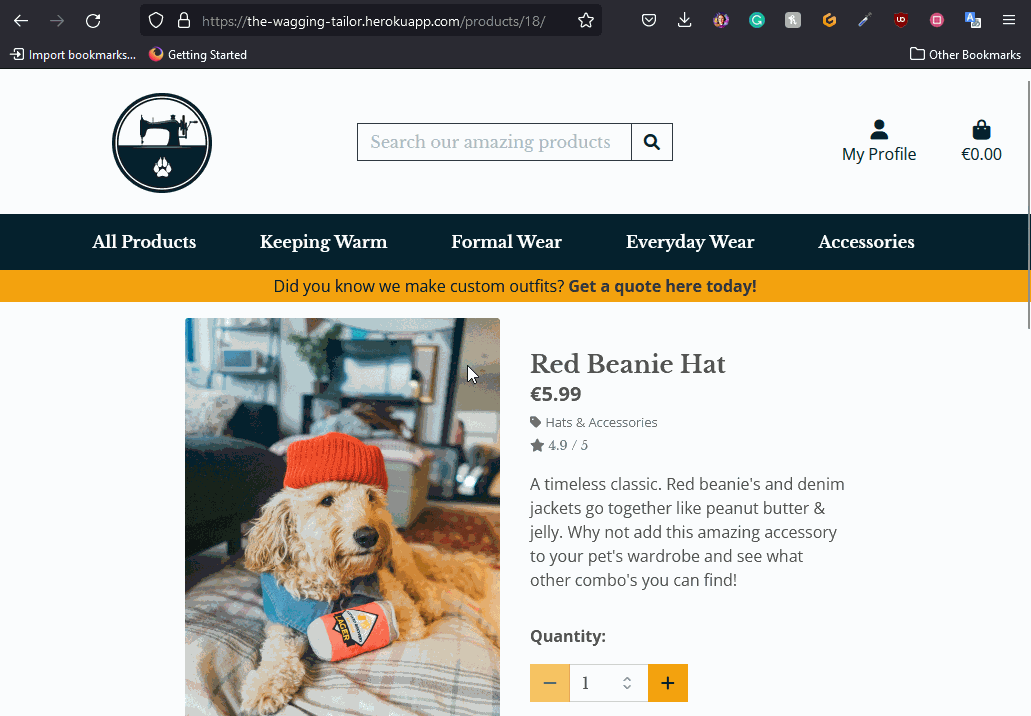 https://the-wagging-tailor.herokuapp.com/products/18/
Import bookmarks...
Getting Started
Other Bookmarks
Search our amazing products
My Profile
€0.00
All Products
Keeping Warm
Formal Wear
Everyday Wear
Accessories
Did you know we make custom outfits? Get a quote here today!
Red Beanie Hat
€5.99
Hats & Accessories
4.9 / 5
A timeless classic. Red beanie's and denim
jackets go together like peanut butter &
jelly. Why not add this amazing accessory
to your pet's wardrobe and see what
other combo's you can find!
LAGER
Quantity:
− 1 +